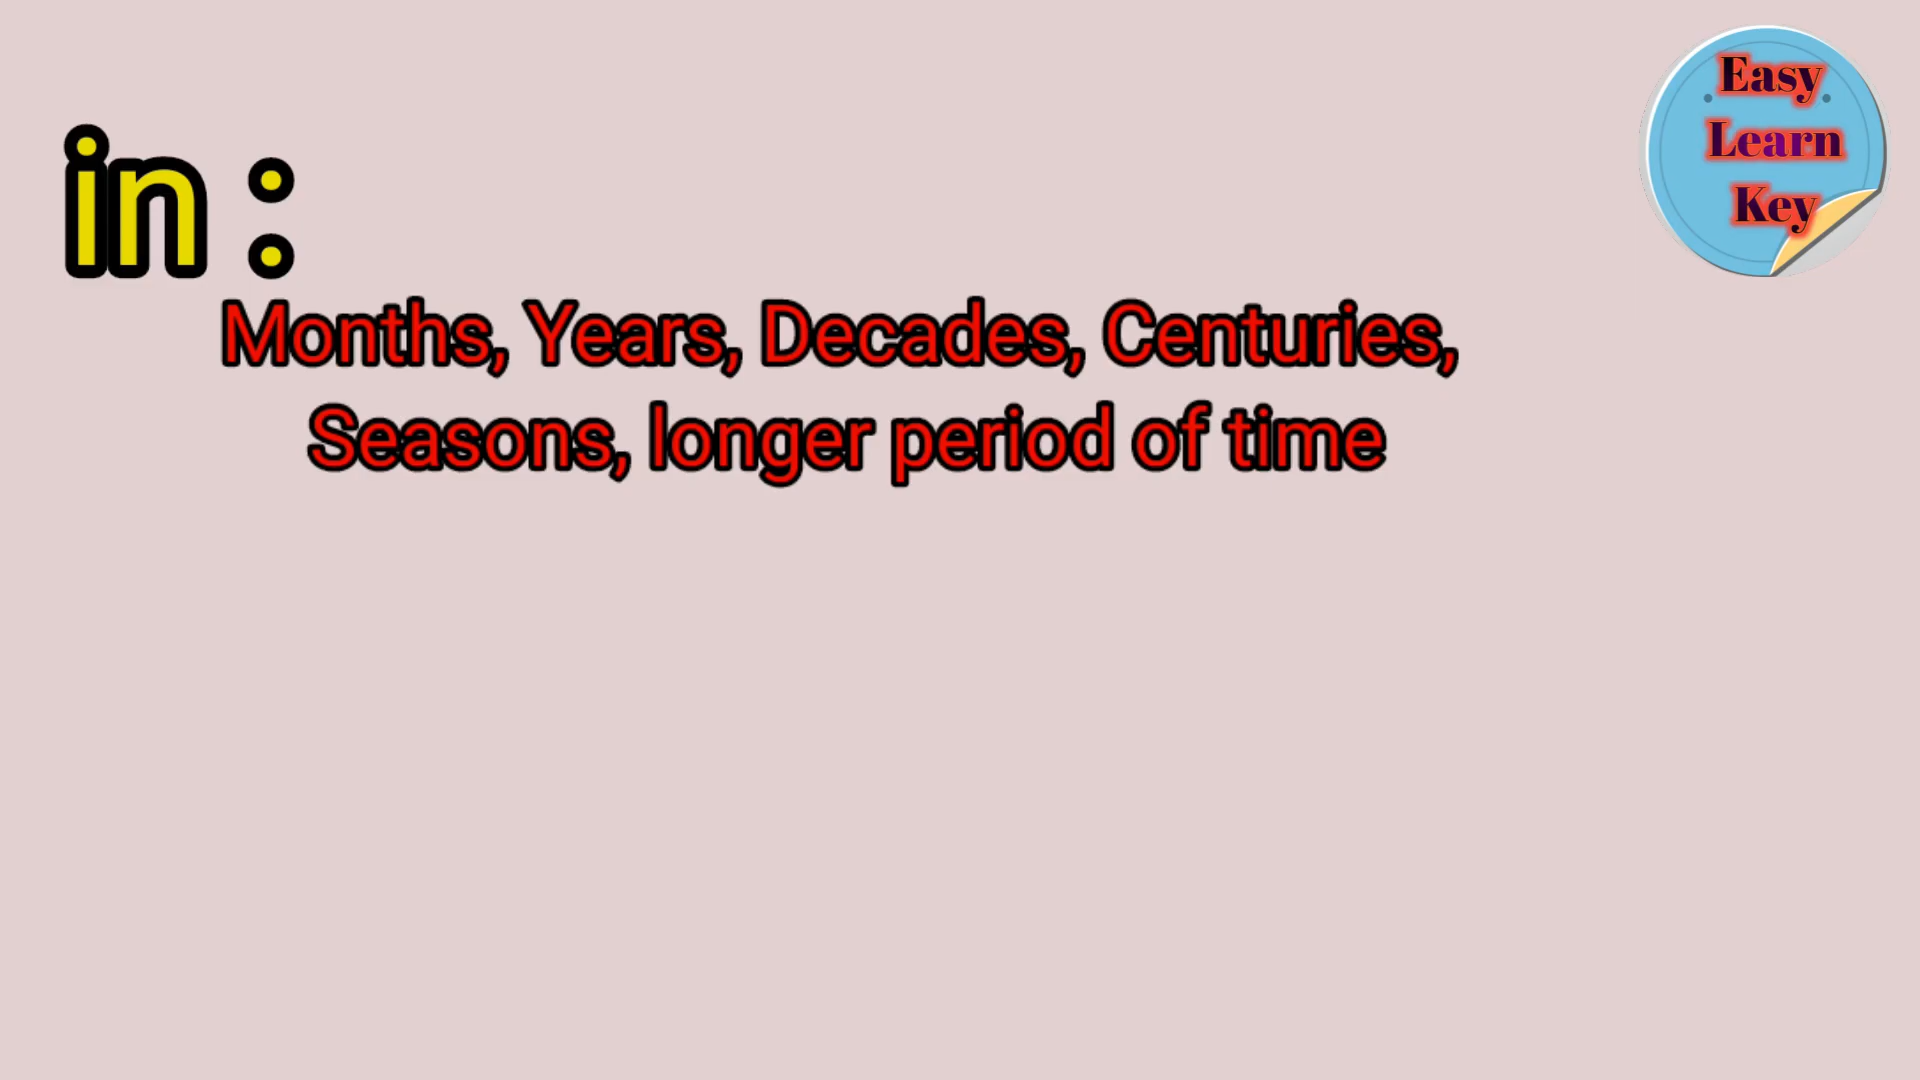 in :
Months, Years, Decades, Centuries,
Seasons, longer period of time
Easy
Learn
Key